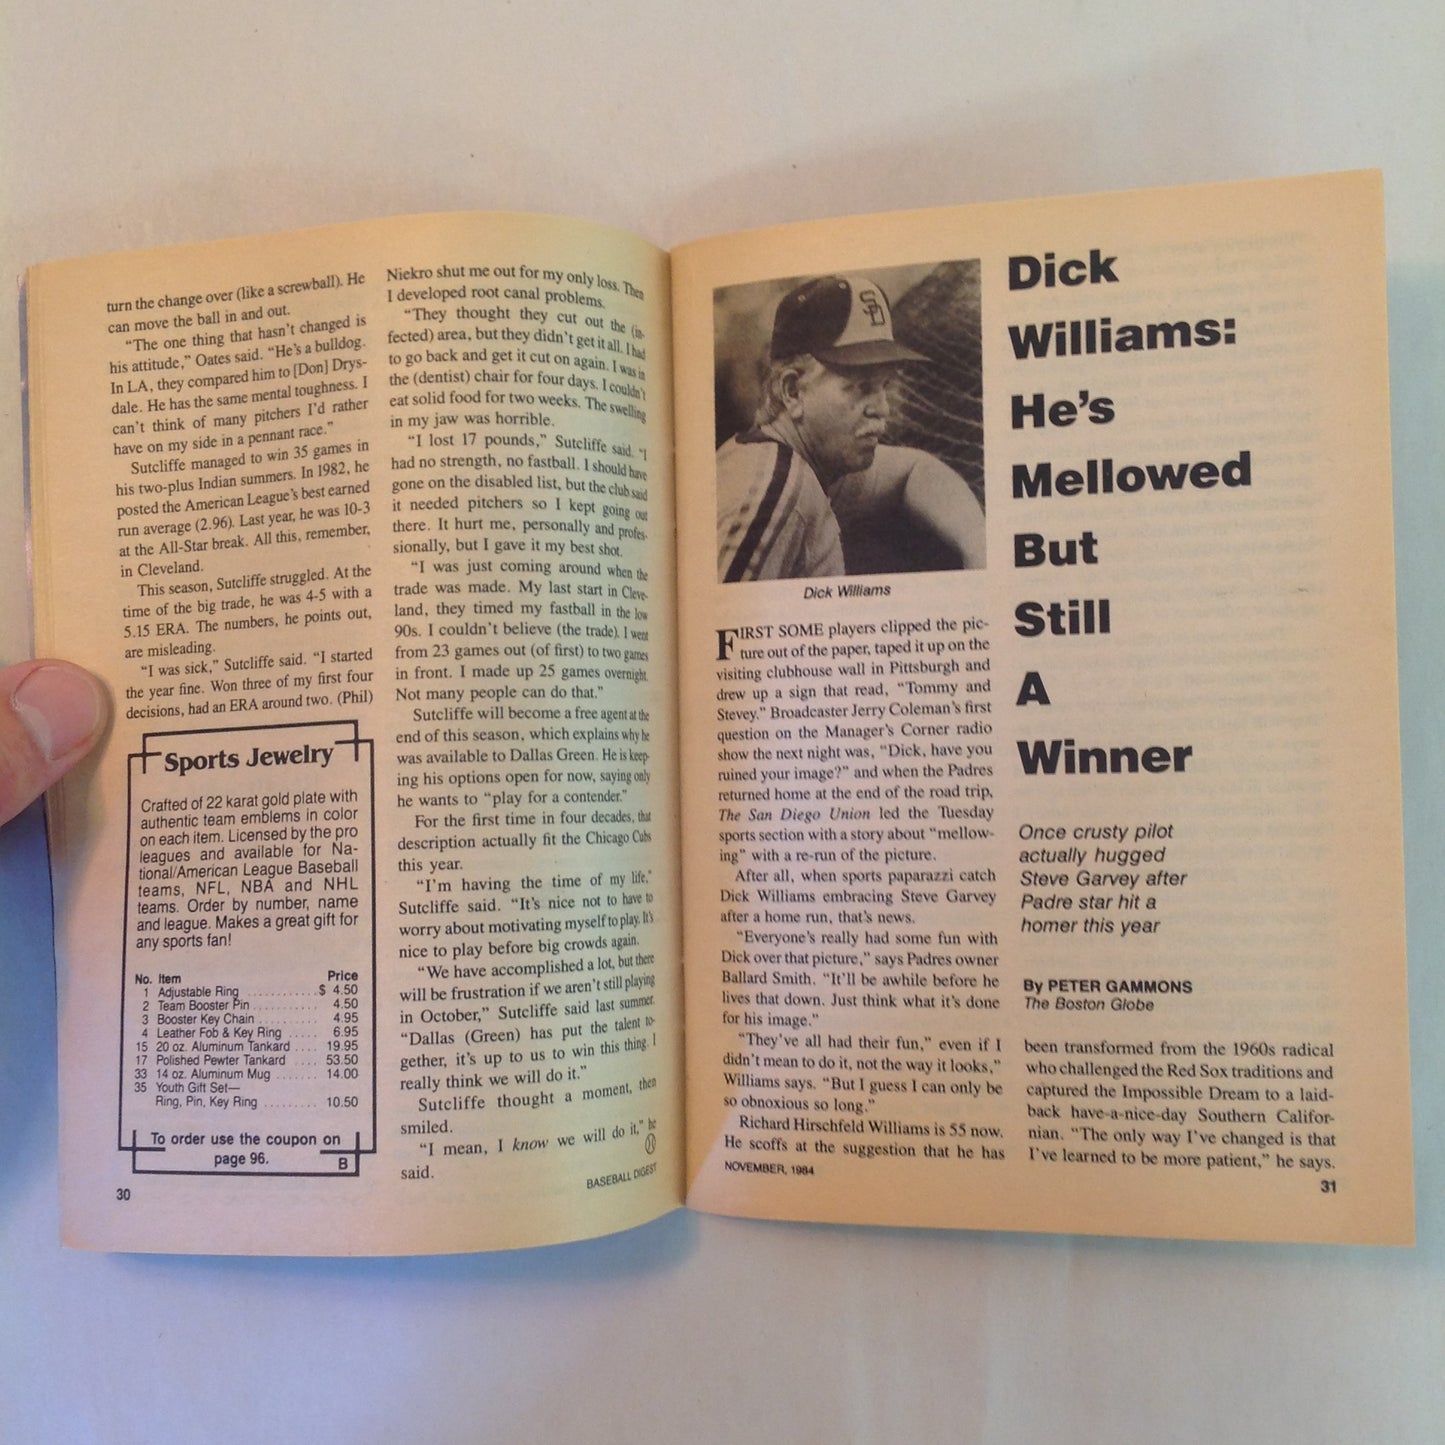 turn the change over (like a screwball). He
can move the ball in and out.
"The one thing that hasn't changed is
his attitude," Oates said. "He's a bulldog.
In LA, they compared him to [Don] Drys-
dale. He has the same mental toughness. I
can't think of many pitchers I'd rather
have on my side in a pennant race."
Sutcliffe managed to win 35 games in
his two-plus Indian summers. In 1982, he
posted the American League's best earned
run average (2.96). Last year, he was 10-3
at the All-Star break. All this, remember,
in Cleveland.
This season, Sutcliffe struggled. At the
time of the big trade, he was 4-5 with a
5.15 ERA. The numbers, he points out,
are misleading.
"I was sick," Sutcliffe said. "I started
the year fine. Won three of my first four
decisions, had an ERA around two. (Phil)
Sports Jewelry
Crafted of 22 karat gold plate with
authentic team emblems in color
on each item. Licensed by the pro
leagues and available for Na-
tional/American League Baseball
teams, NFL, NBA and NHL
teams. Order by number, name
and league. Makes a great gift for
any sports fan!
No. Item Price
1 Adjustable Ring ........... $ 4.50
2 Team Booster Pin .......... 4.50
3 Booster Key Chain ......... 4.95
4 Leather Fob & Key Ring ..... 6.95
15 20 oz. Aluminum Tankard .... 19.95
17 Polished Pewter Tankard ... 53.50
33 14 oz. Aluminum Mug ....... 14.00
35 Youth Gift Set—
Ring, Pin, Key Ring ......... 10.50
To order use the coupon on
page 96.
B
30
Niekro shut me out for my only loss. Then
I developed root canal problems.
"They thought they cut out the (in-
fected) area, but they didn't get it all. I had
to go back and get it cut on again. I was in
the (dentist) chair for four days. I couldn't
eat solid food for two weeks. The swelling
in my jaw was horrible.
"I lost 17 pounds," Sutcliffe said. "I
had no strength, no fastball. I should have
gone on the disabled list, but the club said
it needed pitchers so I kept going out
there. It hurt me, personally and profes-
sionally, but I gave it my best shot.
"I was just coming around when the
trade was made. My last start in Cleve-
land, they timed my fastball in the low
90s. I couldn't believe (the trade). I went
from 23 games out (of first) to two games
in front. I made up 25 games overnight.
Not many people can do that."
Sutcliffe will become a free agent at the
end of this season, which explains why he
was available to Dallas Green. He is keep-
ing his options open for now, saying only
he wants to "play for a contender."
For the first time in four decades, that
description actually fit the Chicago Cubs
this year.
"I'm having the time of my life,"
Sutcliffe said. "It's nice not to have to
worry about motivating myself to play. It's
nice to play before big crowds again.
"We have accomplished a lot, but there
will be frustration if we aren't still playing
in October," Sutcliffe said last summer.
"Dallas (Green) has put the talent to-
gether, it's up to us to win this thing. I
really think we will do it."
Sutcliffe thought a moment, then
smiled.
"I mean, I know we will do it," he
said.
BASEBALL DIGEST
SD
Dick Williams
Dick
Williams:
He's
Mellowed
But
Still
A
Winner
Once crusty pilot
actually hugged
Steve Garvey after
Padre star hit a
homer this year
By PETER GAMMONS
The Boston Globe
FIRST SOME players clipped the pic-
ture out of the paper, taped it up on the
visiting clubhouse wall in Pittsburgh and
drew up a sign that read, "Tommy and
Stevey." Broadcaster Jerry Coleman's first
question on the Manager's Corner radio
show the next night was, "Dick, have you
ruined your image?" and when the Padres
returned home at the end of the road trip,
The San Diego Union led the Tuesday
sports section with a story about "mellow-
ing" with a re-run of the picture.
After all, when sports paparazzi catch
Dick Williams embracing Steve Garvey
after a home run, that's news.
"Everyone's really had some fun with
Dick over that picture," says Padres owner
Ballard Smith. "It'll be awhile before he
lives that down. Just think what it's done
for his image."
"They've all had their fun," even if I
didn't mean to do it, not the way it looks,"
Williams says. "But I guess I can only be
so obnoxious so long."
Richard Hirschfeld Williams is 55 now.
He scoffs at the suggestion that he has
been transformed from the 1960s radical
who challenged the Red Sox traditions and
captured the Impossible Dream to a laid-
back have-a-nice-day Southern Califor-
nian. "The only way I've changed is that
I've learned to be more patient," he says.
NOVEMBER, 1984
31